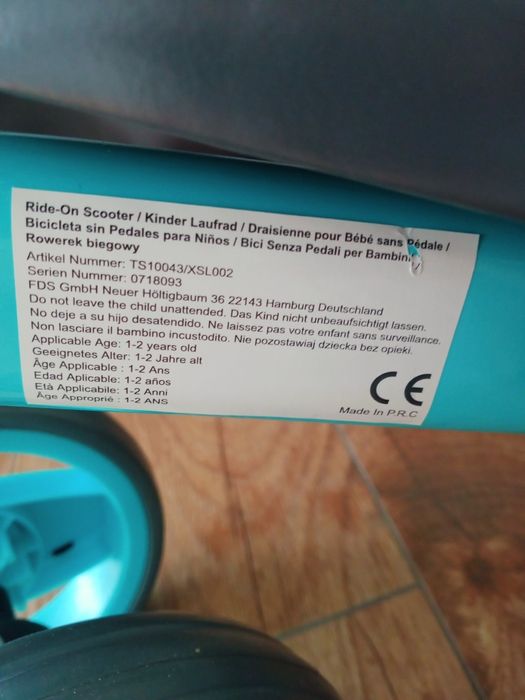 Ride-On Scooter / Kinder Laufrad / Draisienne pour Bébé sans Pédale /
Bicicleta sin Pedales para Niños / Bici Senza Pedali per Bambini
Rowerek biegowy
Artikel Nummer: TS10043/XSL002
Serien Nummer: 0718093
FDS GmbH Neuer Höltigbaum 36 22143 Hamburg Deutschland
Do not leave the child unattended. Das Kind nicht unbeaufsichtigt lassen.
No deje a su hijo desatendido. Ne laissez pas votre enfant sans surveillance.
Non lasciare il bambino incustodito. Nie pozostawiaj dziecka bez opieki.
Applicable Age: 1-2 years old
Geeignetes Alter: 1-2 Jahre alt
Âge Applicable : 1-2 Ans
Edad Aplicable: 1-2 años
Età Applicabile: 1-2 Anni
Âge Approprié : 1-2 ANS
CE
Made In P.R.C